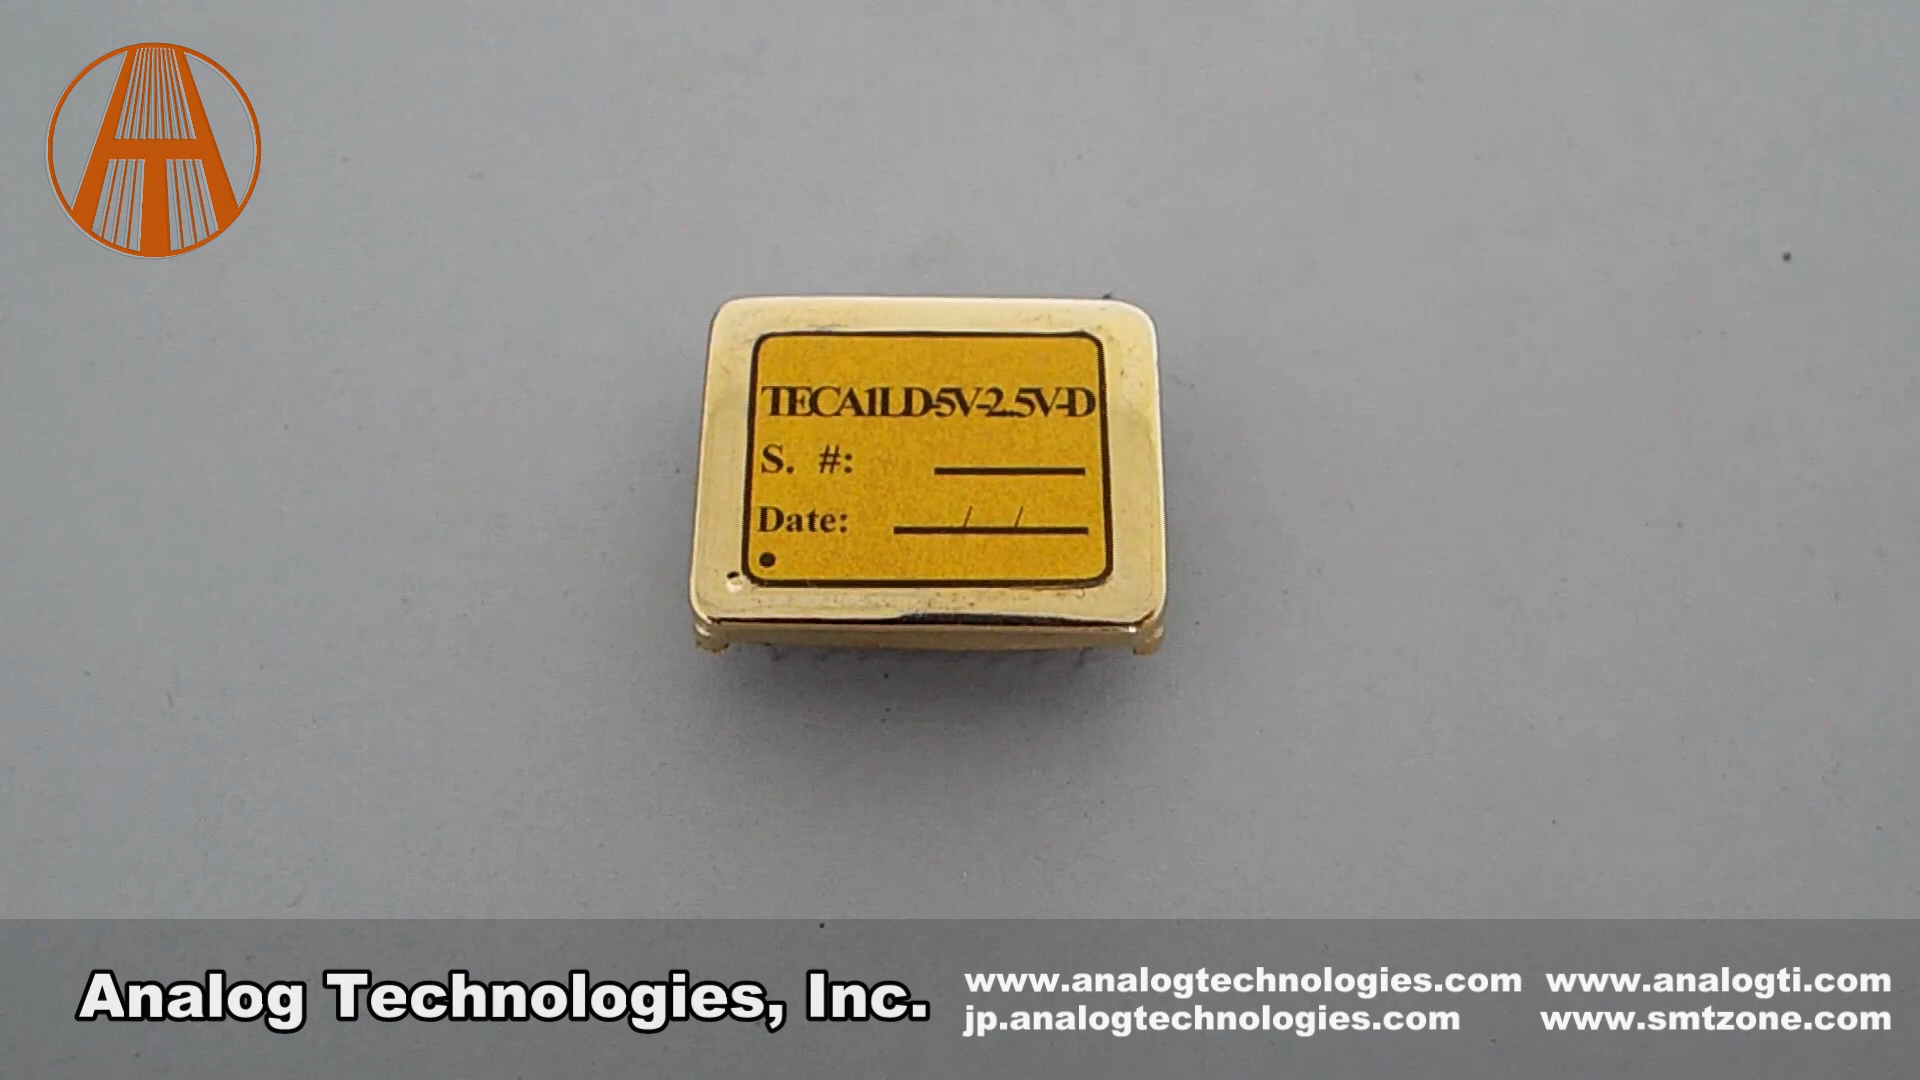 TECA1LD-5V-2.5V-D
S. #:
Date: / /
Analog Technologies, Inc.
www.analogtechnologies.com www.analogti.com
jp.analogtechnologies.com www.smtzone.com